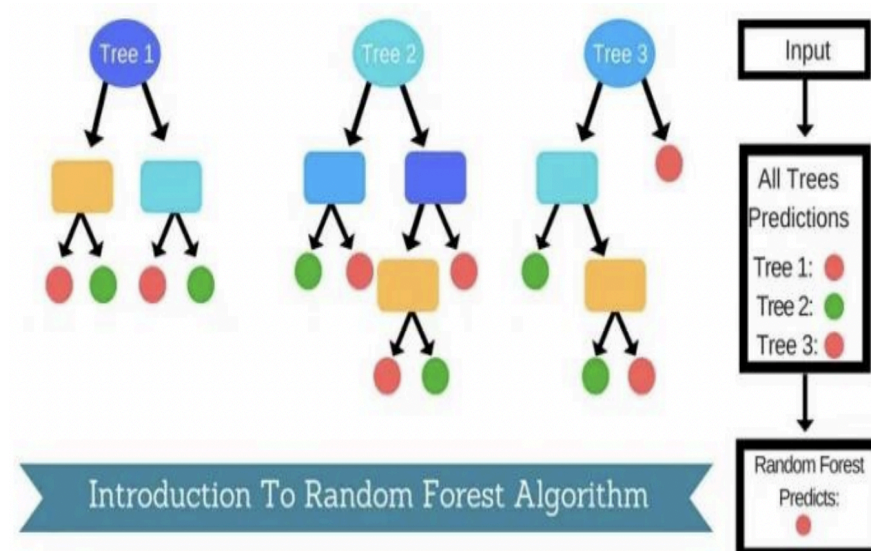 Tree 1
Tree 2
Tree 3
Input
All Trees
Predictions
Tree 1:
Tree 2:
Tree 3:
Random Forest
Predicts:
Introduction To Random Forest Algorithm